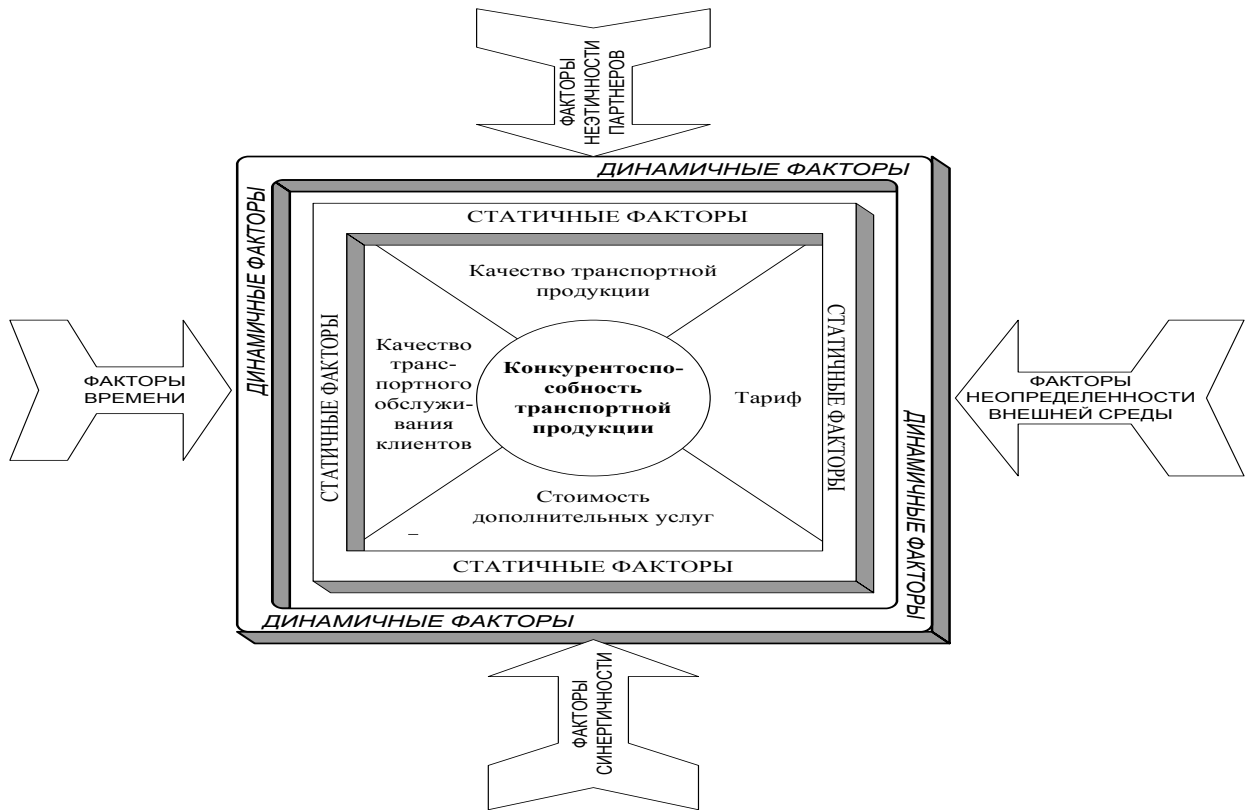 ФАКТОРЫ
НЕЭТИЧНОСТИ
ПАРТНЕРОВ
ДИНАМИЧНЫЕ ФАКТОРЫ
ДИНАМИЧНЫЕ ФАКТОРЫ
СТАТИЧНЫЕ ФАКТОРЫ
СТАТИЧНЫЕ ФАКТОРЫ
Качество транспортной
продукции
ФАКТОРЫ
ВРЕМЕНИ
Качество
транс-
портного
обслужи-
вания
клиентов
Конкурентоспо-
собность
транспортной
продукции
Тариф
СТАТИЧНЫЕ ФАКТОРЫ
ФАКТОРЫ
НЕОПРЕДЕЛЕННОСТИ
ВНЕШНЕЙ СРЕДЫ
Стоимость
дополнительных услуг
–
СТАТИЧНЫЕ ФАКТОРЫ
ДИНАМИЧНЫЕ ФАКТОРЫ
ДИНАМИЧНЫЕ ФАКТОРЫ
ФАКТОРЫ
СИНЕРГИЧНОСТИ